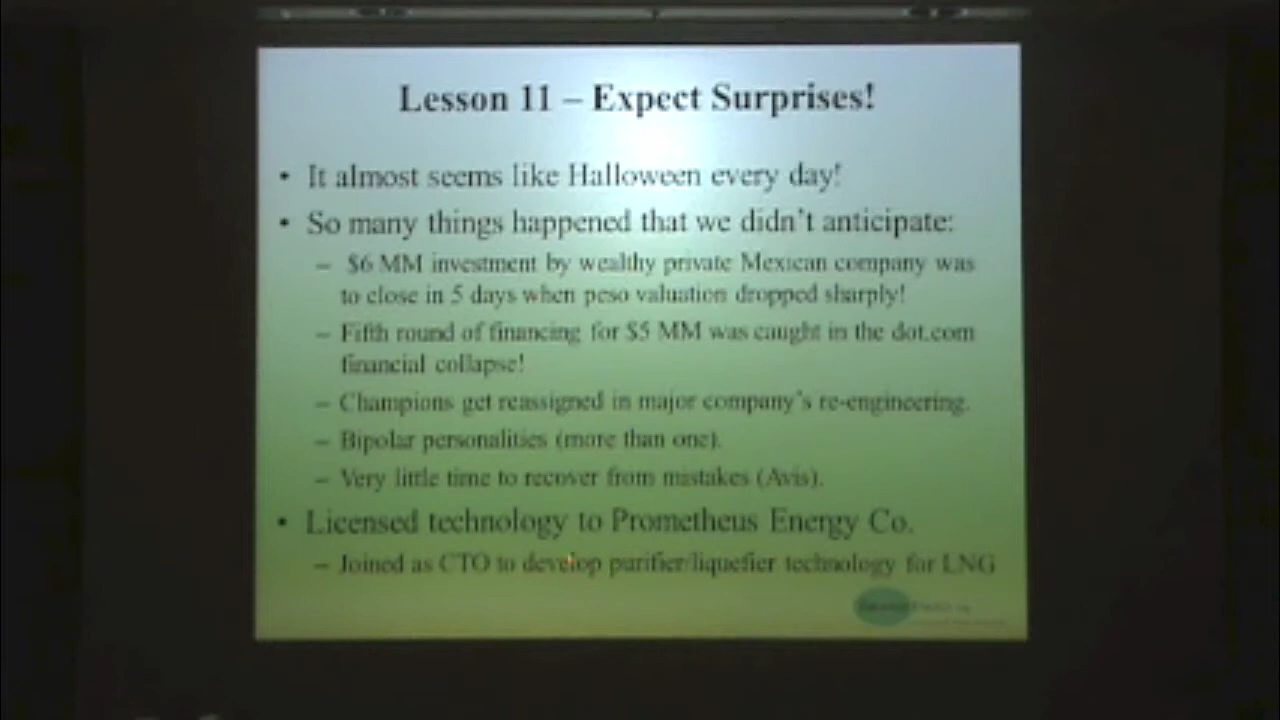 Lesson 11 – Expect Surprises!
• It almost seems like Halloween every day!
• So many things happened that we didn't anticipate:
– $6 MM investment by wealthy private Mexican company was
to close in 5 days when peso valuation dropped sharply!
– Fifth round of financing for $5 MM was caught in the dot.com
financial collapse!
– Champions get reassigned in major company's re-engineering.
– Bipolar personalities (more than one).
– Very little time to recover from mistakes (Avis).
• Licensed technology to Prometheus Energy Co.
– Joined as CTO to develop purifier/liquefier technology for LNG